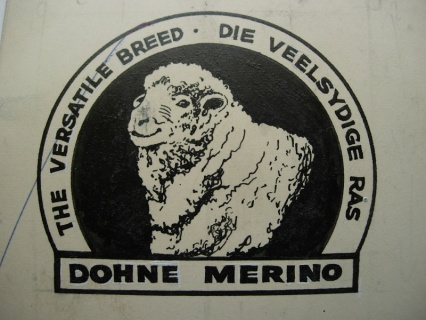 THE VERSATILE BREED · DIE VEELSYDIGE RAS
DOHNE MERINO